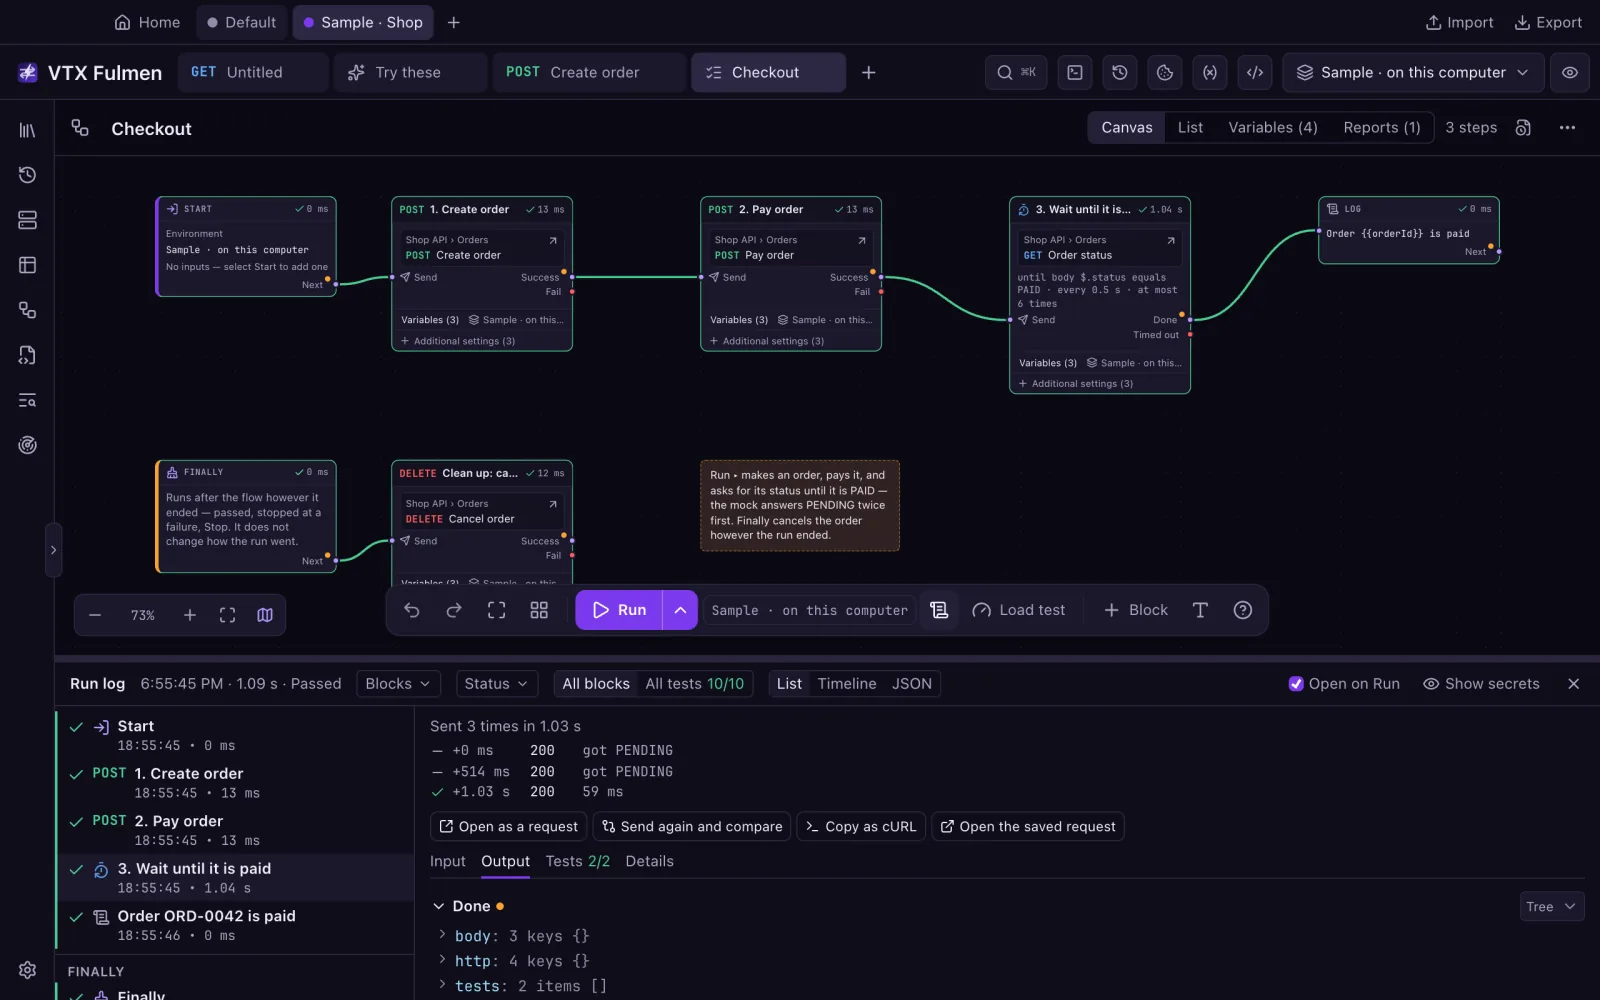 Home
Default
Sample · Shop
Import
Export
VTX Fulmen
GET Untitled
Try these
POST Create order
Checkout
⌘K
Sample · on this computer
Checkout
Canvas
List
Variables (4)
Reports (1)
3 steps
START
0 ms
Environment
Sample · on this computer
No inputs — select Start to add one
Next
POST 1. Create order
13 ms
Shop API › Orders
POST Create order
Send
Success
Fail
Variables (3)
Sample · on this...
+ Additional settings (3)
POST 2. Pay order
13 ms
Shop API › Orders
POST Pay order
Send
Success
Fail
Variables (3)
Sample · on this...
+ Additional settings (3)
3. Wait until it is...
1.04 s
Shop API › Orders
GET Order status
until body $.status equals
PAID · every 0.5 s · at most
6 times
Send
Done
Timed out
Variables (3)
Sample · on this...
+ Additional settings (3)
LOG
0 ms
Order {{orderId}} is paid
Next
FINALLY
0 ms
Runs after the flow however it
ended — passed, stopped at a
failure, Stop. It does not
change how the run went.
Next
DELETE Clean up: ca...
12 ms
Shop API › Orders
DELETE Cancel order
Send
Success
Fail
Variables (3)
Sample · on this
Run ▸ makes an order, pays it, and
asks for its status until it is PAID —
the mock answers PENDING twice
first. Finally cancels the order
however the run ended.
73%
Run
Sample · on this computer
Load test
Block
Run log
6:55:45 PM · 1.09 s · Passed
Blocks
Status
All blocks
All tests 10/10
List
Timeline
JSON
Open on Run
Show secrets
Start
18:55:45 • 0 ms
POST 1. Create order
18:55:45 • 13 ms
POST 2. Pay order
18:55:45 • 13 ms
3. Wait until it is paid
18:55:45 • 1.04 s
Order ORD-0042 is paid
18:55:46 • 0 ms
FINALLY
Finally
Sent 3 times in 1.03 s
— +0 ms 200 got PENDING
— +514 ms 200 got PENDING
+1.03 s 200 59 ms
Open as a request
Send again and compare
Copy as cURL
Open the saved request
Input
Output
Tests 2/2
Details
Done
Tree
body: 3 keys {}
http: 4 keys {}
tests: 2 items []